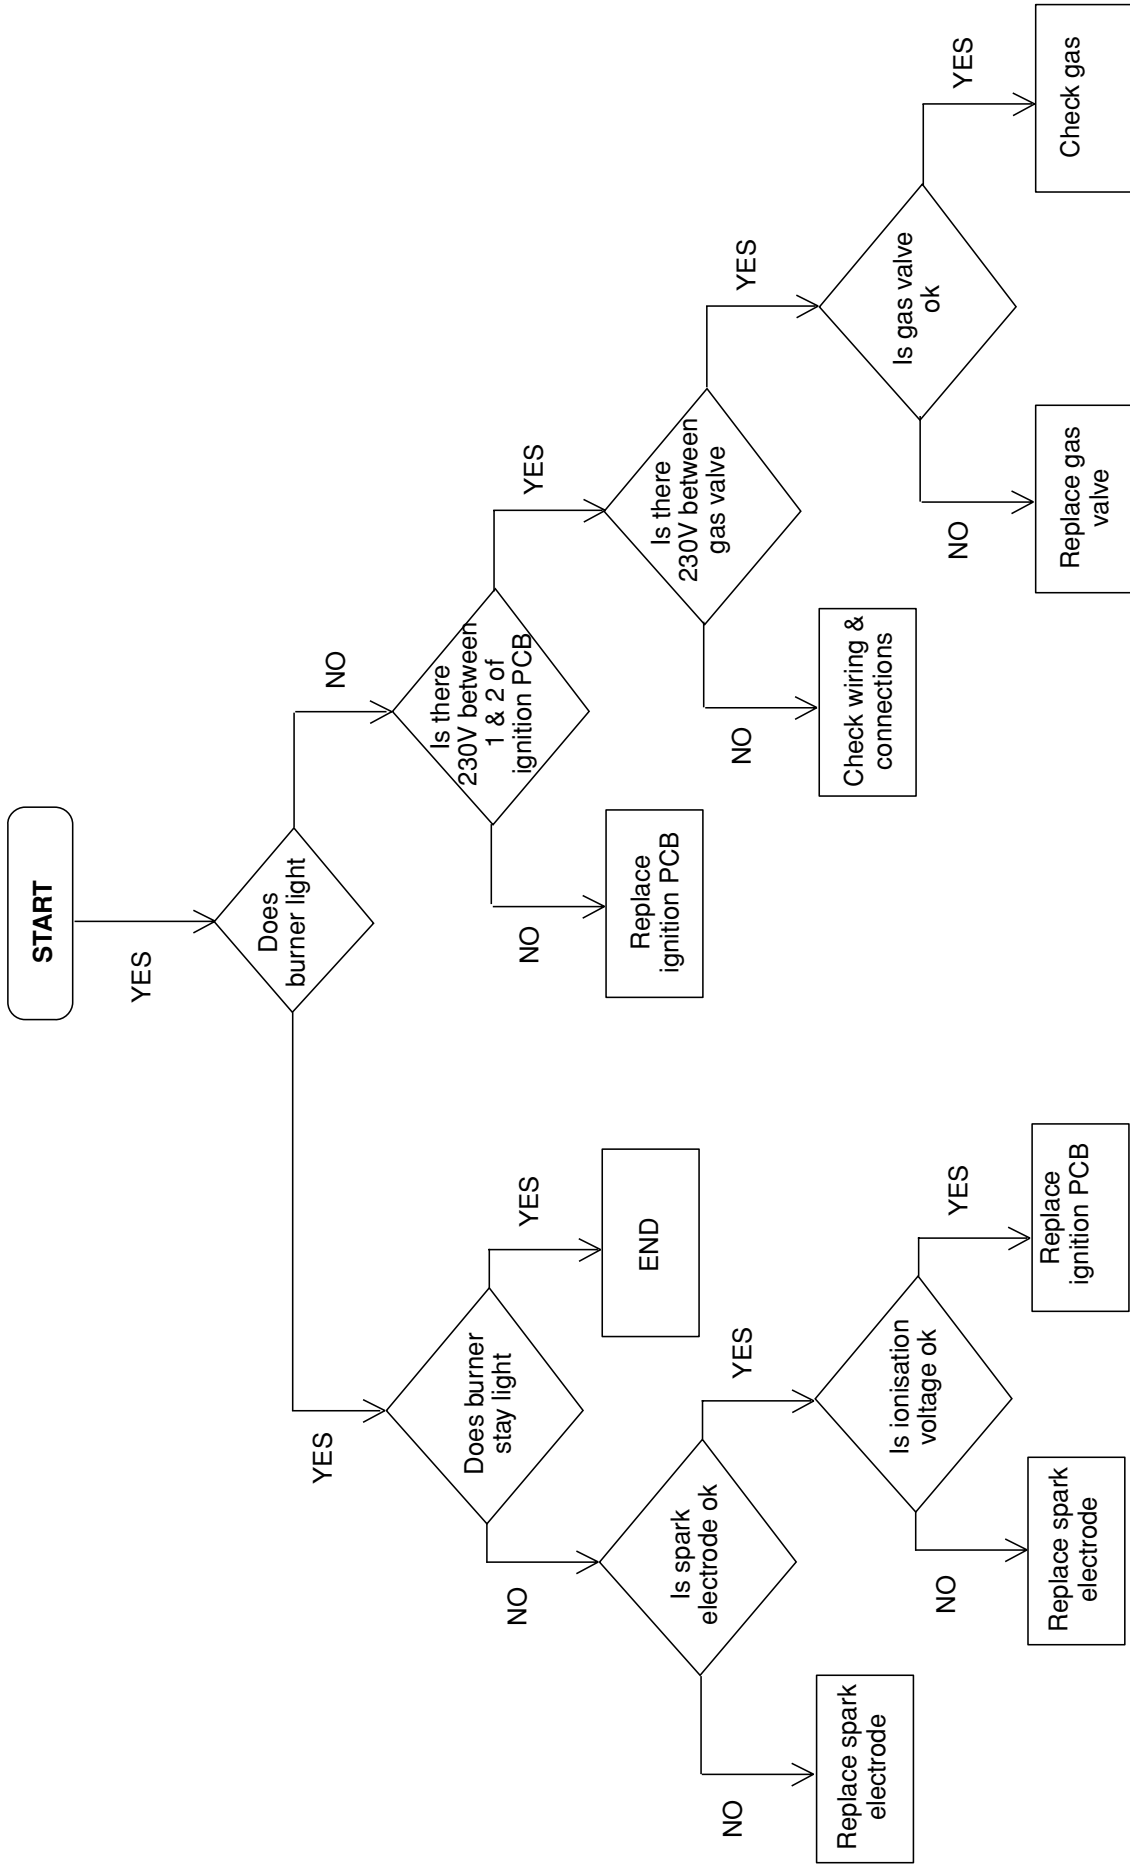 START
YES
Does
burner light
YES
NO
Does burner
stay light
Is there
230V between
1 & 2 of
ignition PCB
NO
YES
NO
YES
Is spark
electrode ok
END
Replace
ignition PCB
Is there
230V between
gas valve
NO
YES
NO
YES
Replace spark
electrode
Is ionisation
voltage ok
Check wiring &
connections
Is gas valve
ok
NO
YES
NO
YES
Replace spark
electrode
Replace
ignition PCB
Replace gas
valve
Check gas